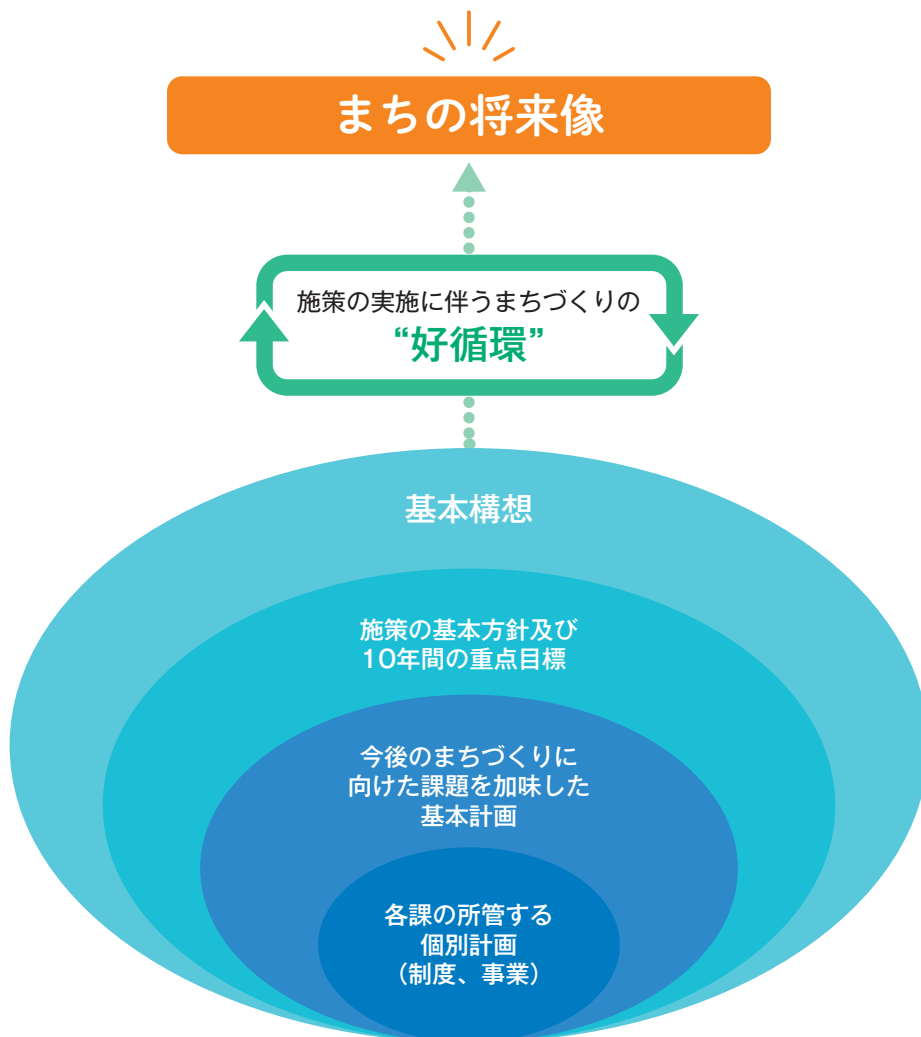 まちの将来像
施策の実施に伴うまちづくりの
“好循環”
基本構想
施策の基本方針及び
10年間の重点目標
今後のまちづくりに
向けた課題を加味した
基本計画
各課の所管する
個別計画
（制度、事業）